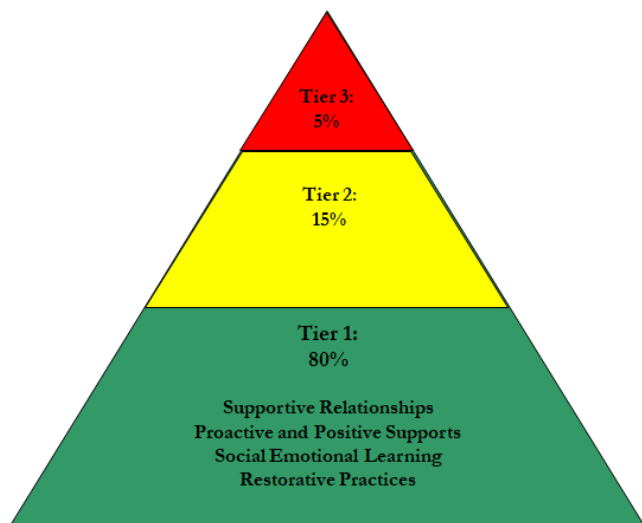 Tier 3:
5%
Tier 2:
15%
Tier 1:
80%
Supportive Relationships
Proactive and Positive Supports
Social Emotional Learning
Restorative Practices